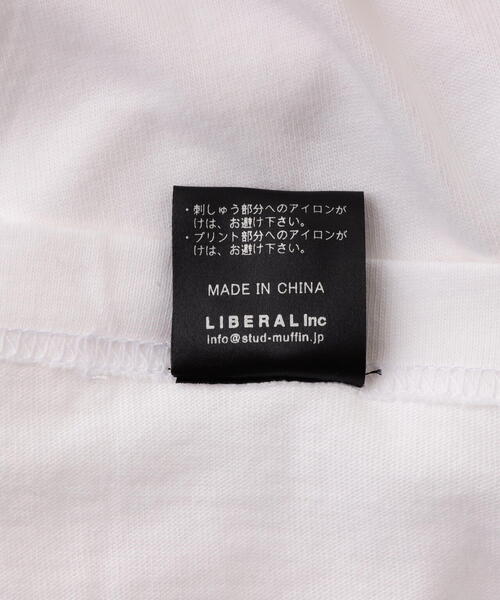 ・刺しゅう部分へのアイロンが
けは、お避け下さい。
・プリント部分へのアイロンが
けは、お避け下さい。
MADE IN CHINA
LIBERAL Inc
info@stud-muffin.jp